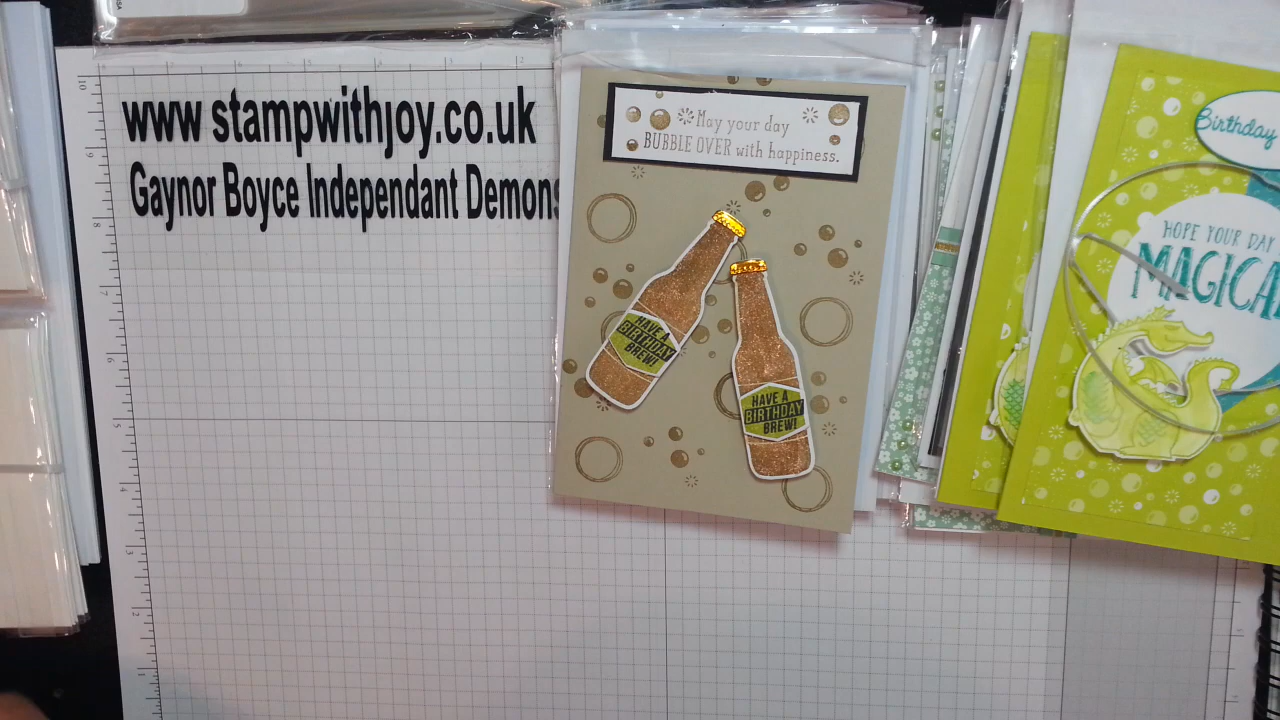 www stampwithjoy.co.uk
Gaynor Boyce Independant Demons
May your day
BUBBLE OVER with happiness.
HAVE A
BIRTHDAY
BREW!
HAVE A
BIRTHDAY
BREW!
Birthday
HOPE YOUR DAY
MAGICA